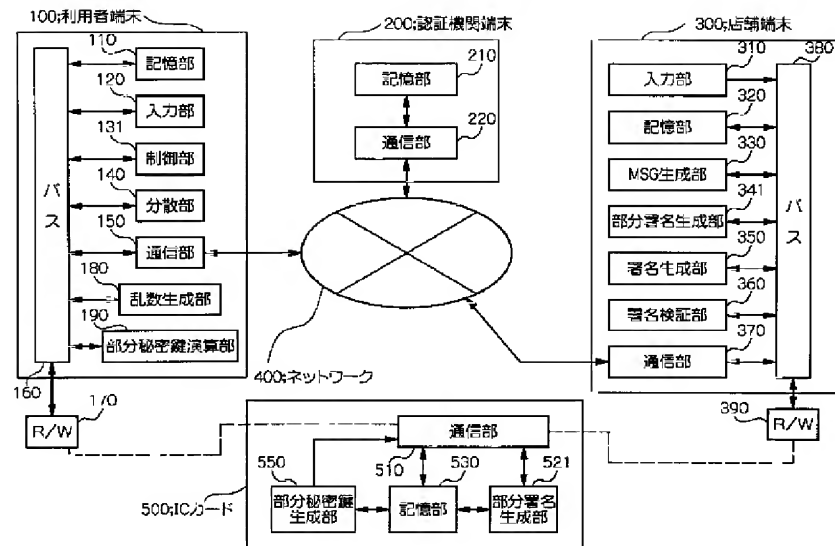 100;利用者端末
110
記憶部
120
入力部
131
制御部
140
分散部
150
通信部
180
乱数生成部
190
部分秘密鍵演算部
バス
160
170
R/W
200;認証機関端末
210
記憶部
220
通信部
400;ネットワーク
300;店舗端末
380
310
入力部
320
記憶部
330
MSG生成部
341
部分署名生成部
350
署名生成部
360
署名検証部
370
通信部
バス
390
R/W
通信部
510
550
部分秘密鍵
生成部
530
記憶部
521
部分署名
生成部
500;ICカード